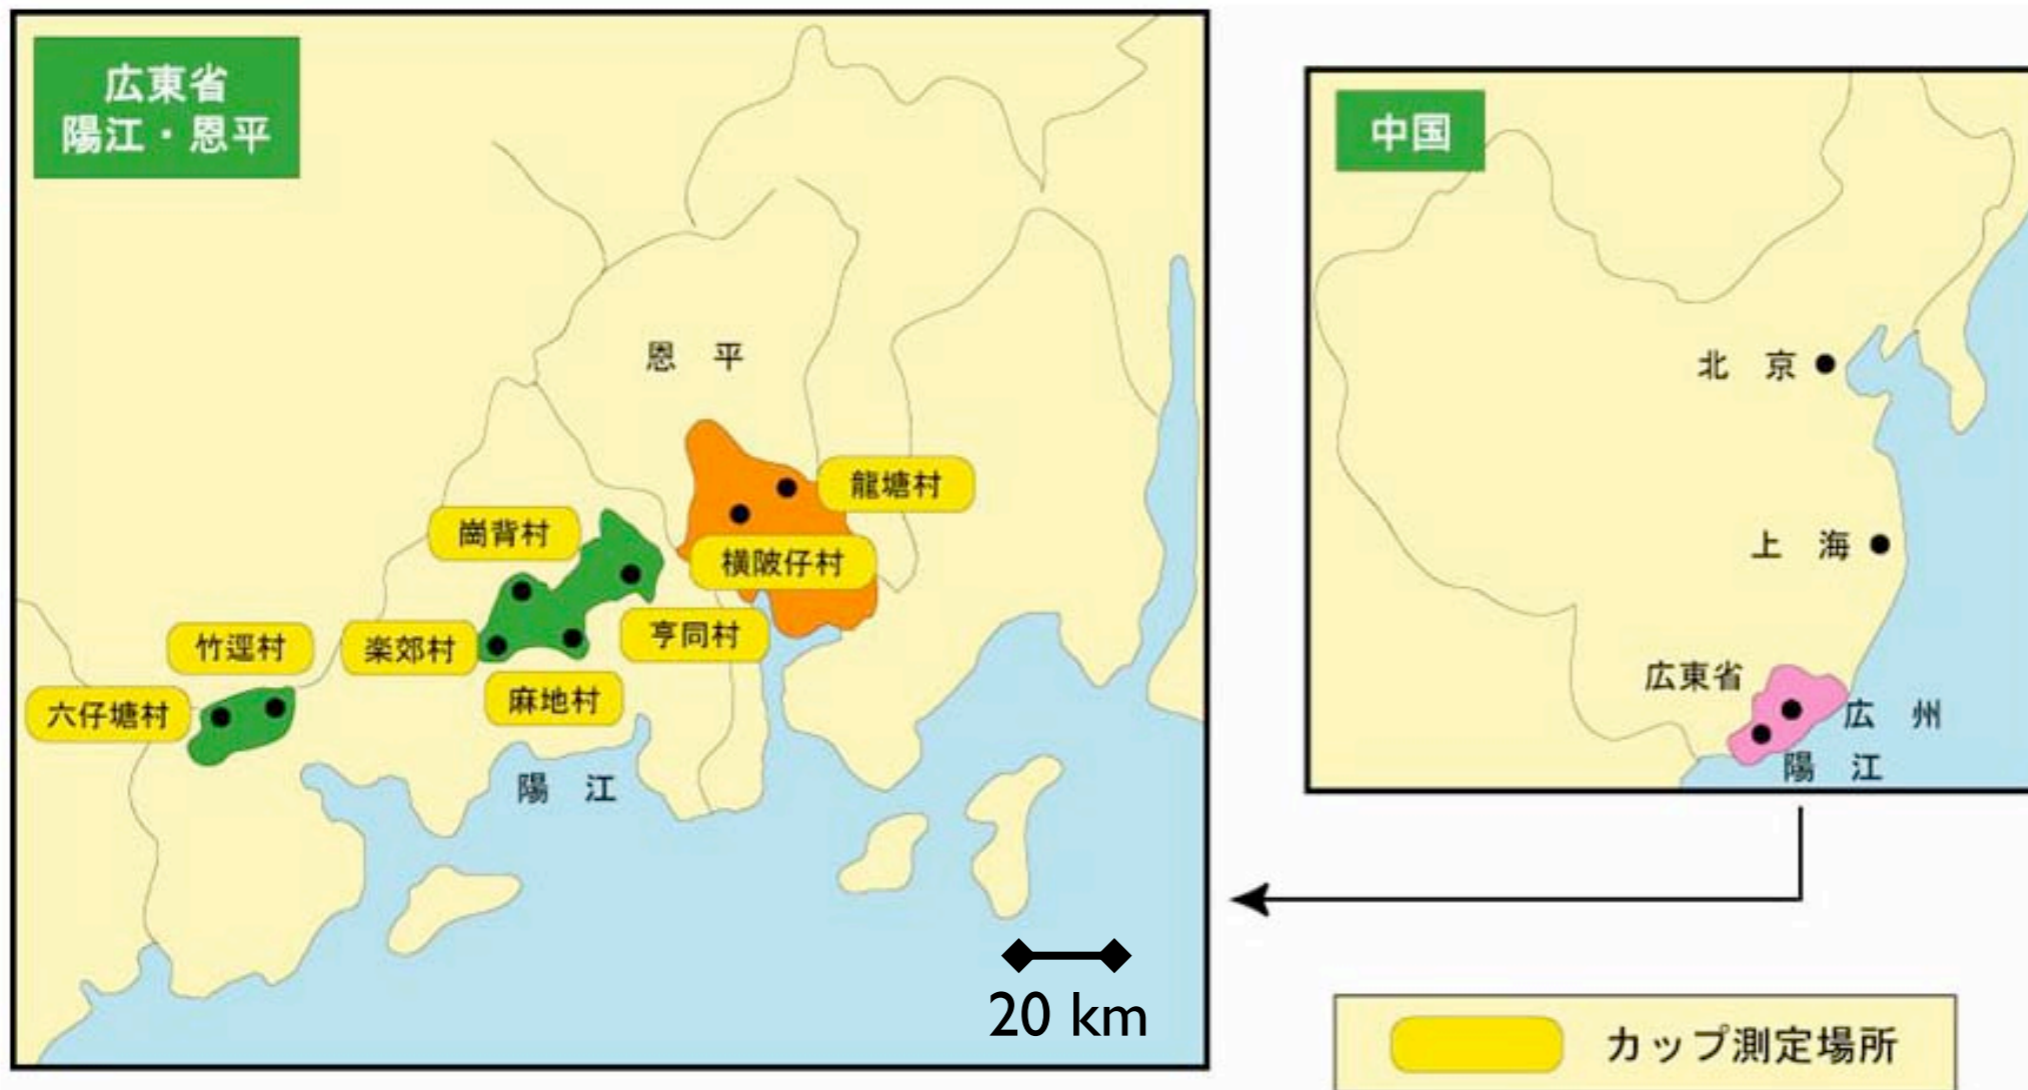 広東省
陽江・恩平
恩 平
龍塘村
崗背村
横陂仔村
竹逕村
楽郊村
亨同村
六仔塘村
麻地村
陽 江
20 km
中国
北 京
上 海
広東省
広 州
陽 江
カップ測定場所